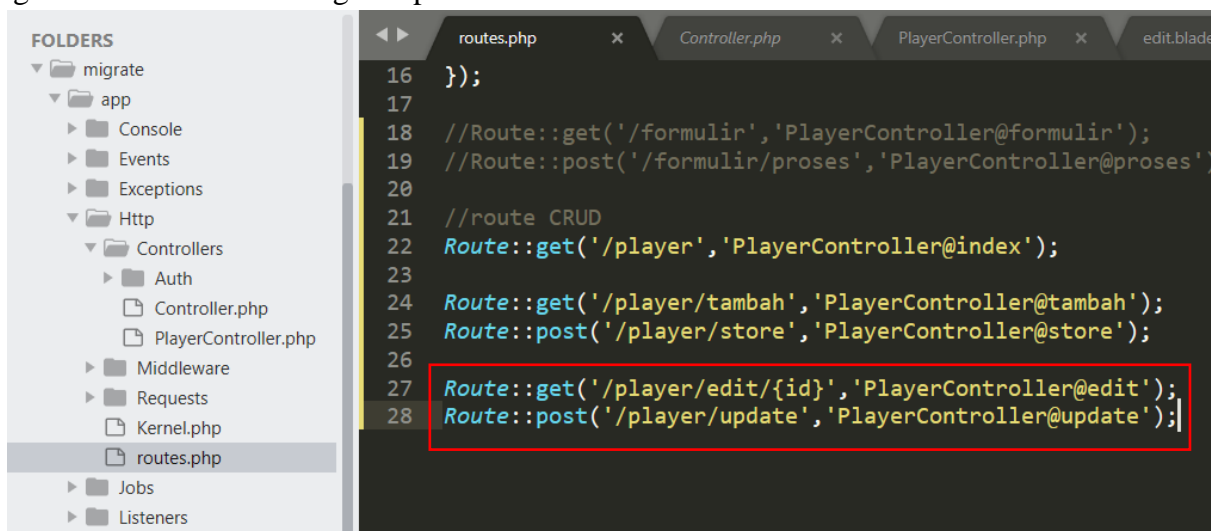 FOLDERS
migrate
app
Console
Events
Exceptions
Http
Controllers
Auth
Controller.php
PlayerController.php
Middleware
Requests
Kernel.php
routes.php
Jobs
Listeners
routes.php × Controller.php × PlayerController.php × edit.blade
16 });
17
18 //Route::get('/formulir','PlayerController@formulir');
19 //Route::post('/formulir/proses','PlayerController@proses')
20
21 //route CRUD
22 Route::get('/player','PlayerController@index');
23
24 Route::get('/player/tambah','PlayerController@tambah');
25 Route::post('/player/store','PlayerController@store');
26
27 Route::get('/player/edit/{id}','PlayerController@edit');
28 Route::post('/player/update','PlayerController@update');